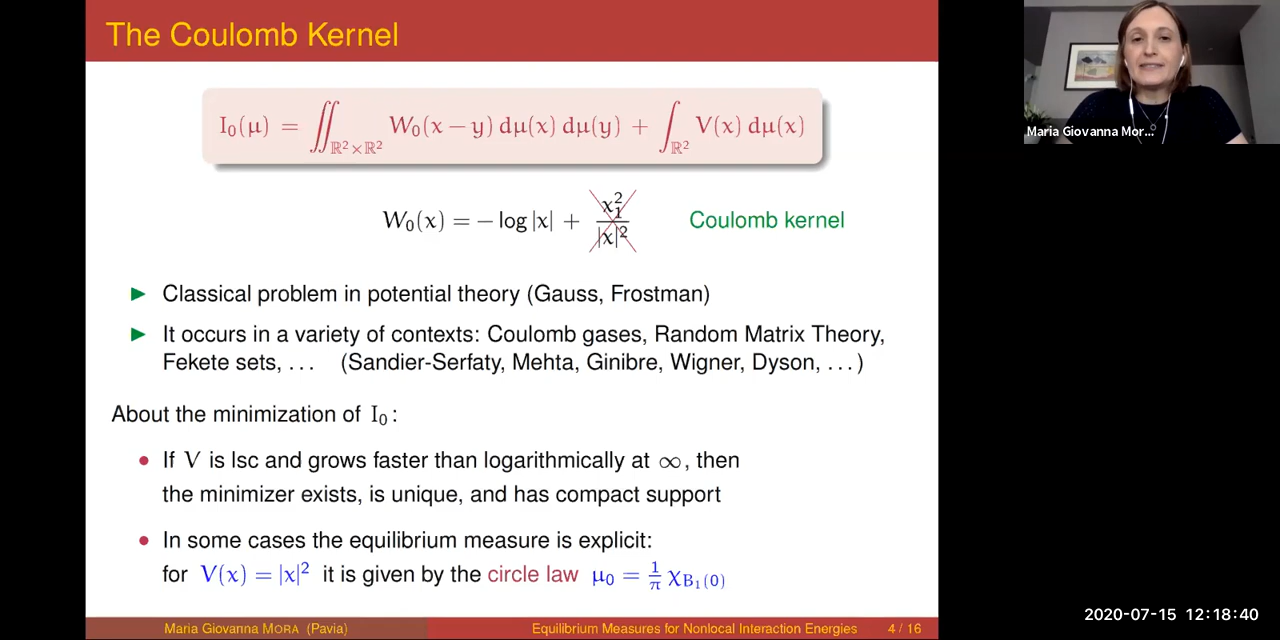 The Coulomb Kernel
I₀(μ) = ∬_{ℝ²×ℝ²} W₀(x − y) dμ(x) dμ(y) + ∫_{ℝ²} V(x) dμ(x)
W₀(x) = − log |x| + x₁²/|x|² Coulomb kernel
► Classical problem in potential theory (Gauss, Frostman)
► It occurs in a variety of contexts: Coulomb gases, Random Matrix Theory,
Fekete sets, . . . (Sandier-Serfaty, Mehta, Ginibre, Wigner, Dyson, . . . )
About the minimization of I₀ :
• If V is lsc and grows faster than logarithmically at ∞, then
the minimizer exists, is unique, and has compact support
• In some cases the equilibrium measure is explicit:
for V(x) = |x|² it is given by the circle law μ₀ = 1/π χ_{B₁(0)}
Maria Giovanna MORA (Pavia) Equilibrium Measures for Nonlocal Interaction Energies 4 / 16
Maria Giovanna Mor...
2020-07-15 12:18:40